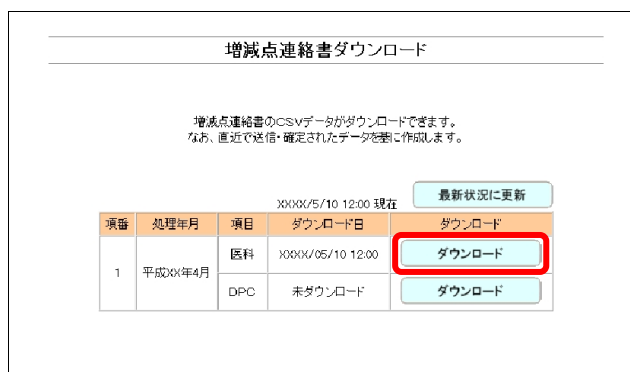 増減点連絡書ダウンロード
増減点連絡書のCSVデータがダウンロードできます。
なお、直近で送信・確定されたデータを基に作成します。
XXXX/5/10 12:00 現在 最新状況に更新
項番 処理年月 項目 ダウンロード日 ダウンロード
医科 XXXX/05/10 12:00 ダウンロード
1 平成XX年4月
DPC 未ダウンロード ダウンロード